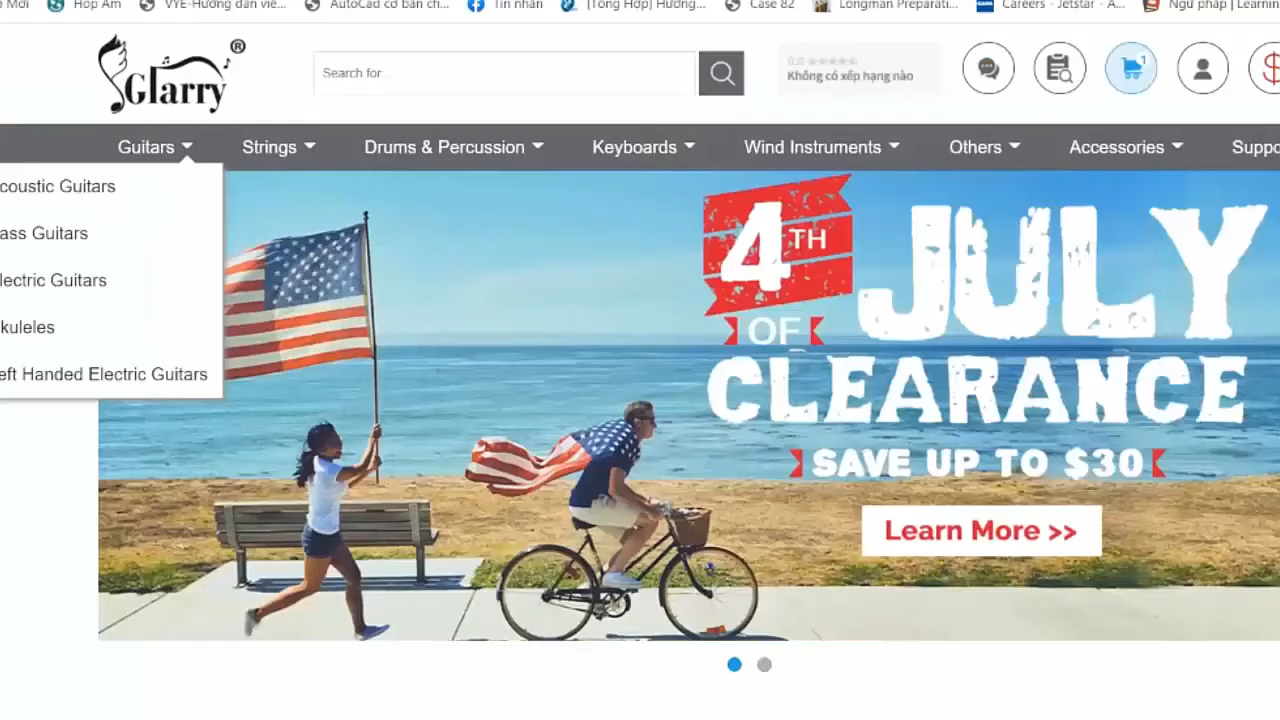 Hợp Âm
VYE-Hướng dẫn viê...
AutoCad cơ bản ch...
Tin nhắn
[Tổng Hợp] Hướng...
Case 82
Longman Preparati...
Careers - Jetstar - A...
Ngữ pháp | Learnin
Glarry ®
Search for
0.0
Không có xếp hạng nào
1
$
Guitars Strings Drums & Percussion Keyboards Wind Instruments Others Accessories Suppo
coustic Guitars
ass Guitars
lectric Guitars
kuleles
eft Handed Electric Guitars
4TH
OF
JULY
CLEARANCE
SAVE UP TO $30
Learn More >>